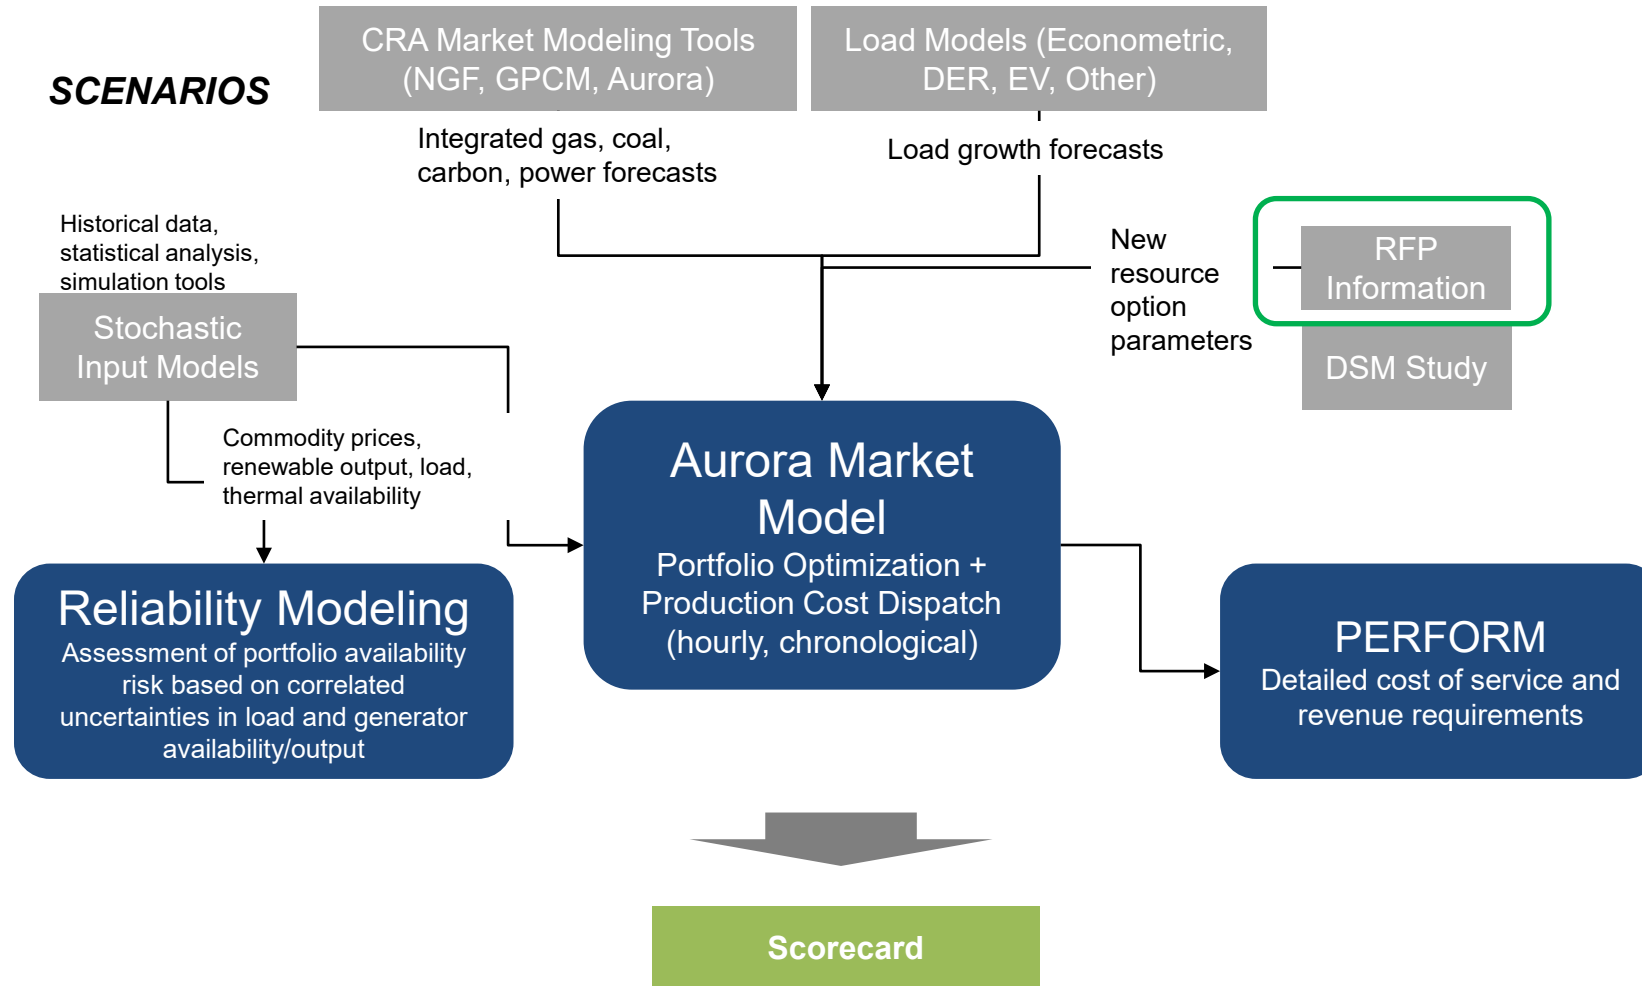 SCENARIOS
CRA Market Modeling Tools
(NGF, GPCM, Aurora)
Load Models (Econometric,
DER, EV, Other)
Integrated gas, coal,
carbon, power forecasts
Load growth forecasts
Historical data,
statistical analysis,
simulation tools
Stochastic
Input Models
New
resource
option
parameters
RFP
Information
DSM Study
Commodity prices,
renewable output, load,
thermal availability
Aurora Market
Model
Portfolio Optimization +
Production Cost Dispatch
(hourly, chronological)
Reliability Modeling
Assessment of portfolio availability
risk based on correlated
uncertainties in load and generator
availability/output
PERFORM
Detailed cost of service and
revenue requirements
Scorecard